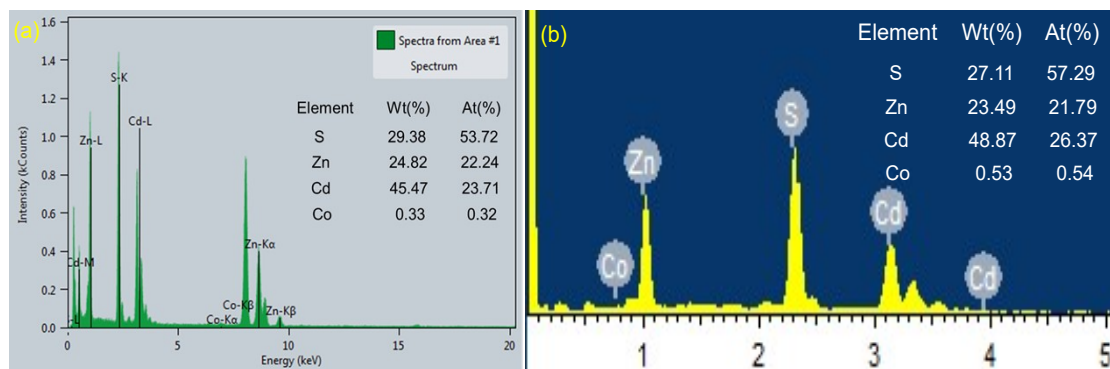 (a)
Spectra from Area #1
Spectrum
Element Wt(%) At(%)
S 29.38 53.72
Zn 24.82 22.24
Cd 45.47 23.71
Co 0.33 0.32
Intensity (kCounts)
1.6
1.4
1.2
1.0
0.8
0.6
0.4
0.2
0.0
S-K
Cd-L
Zn-L
Cd-M
-L
Zn-Kα
Co-Kβ
Zn-Kβ
Co-Kα
0 5 10 15 20
Energy (keV)
(b)
Element Wt(%) At(%)
S 27.11 57.29
Zn 23.49 21.79
Cd 48.87 26.37
Co 0.53 0.54
S
Zn
Cd
Co
Cd
1 2 3 4 5